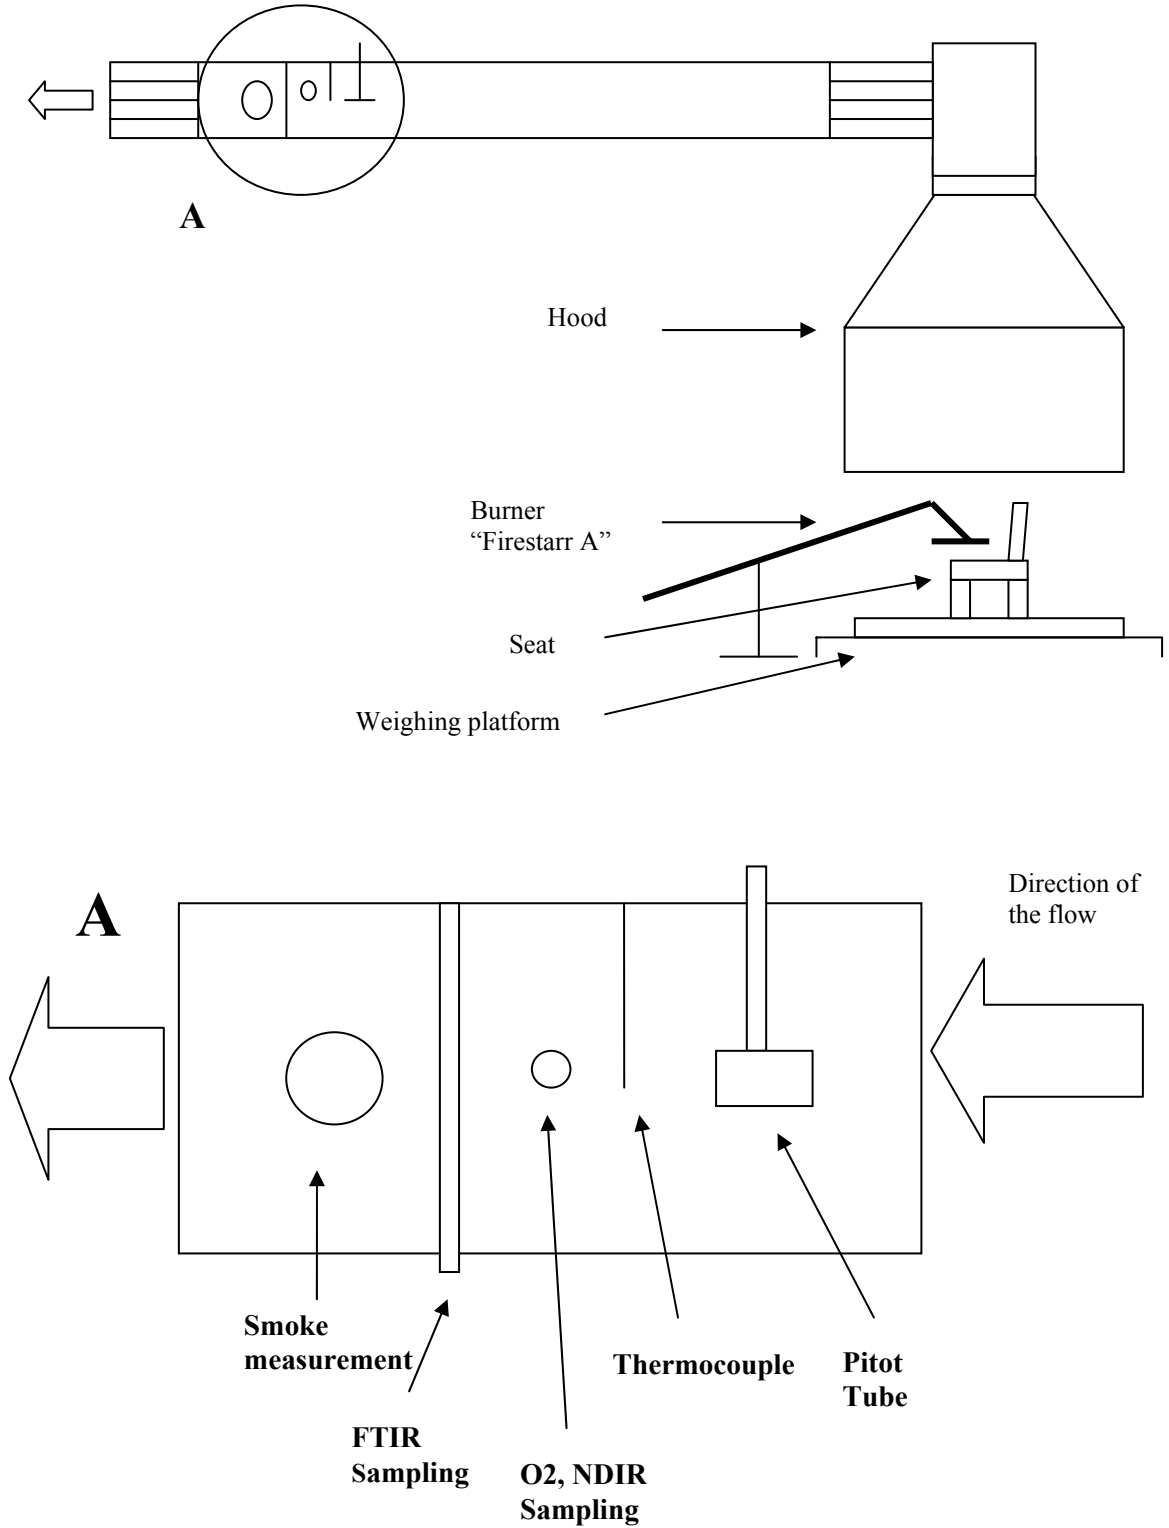 A
Hood
Burner
“Firestarr A”
Seat
Weighing platform
A
Direction of
the flow
Smoke
measurement
Thermocouple
Pitot
Tube
FTIR
Sampling
O2, NDIR
Sampling